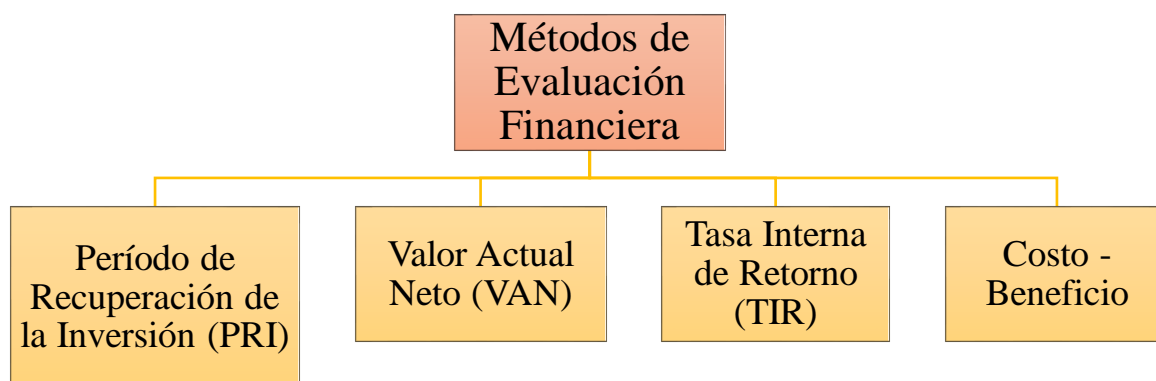 Métodos de
Evaluación
Financiera
Período de
Recuperación de
la Inversión (PRI)
Valor Actual
Neto (VAN)
Tasa Interna
de Retorno
(TIR)
Costo -
Beneficio